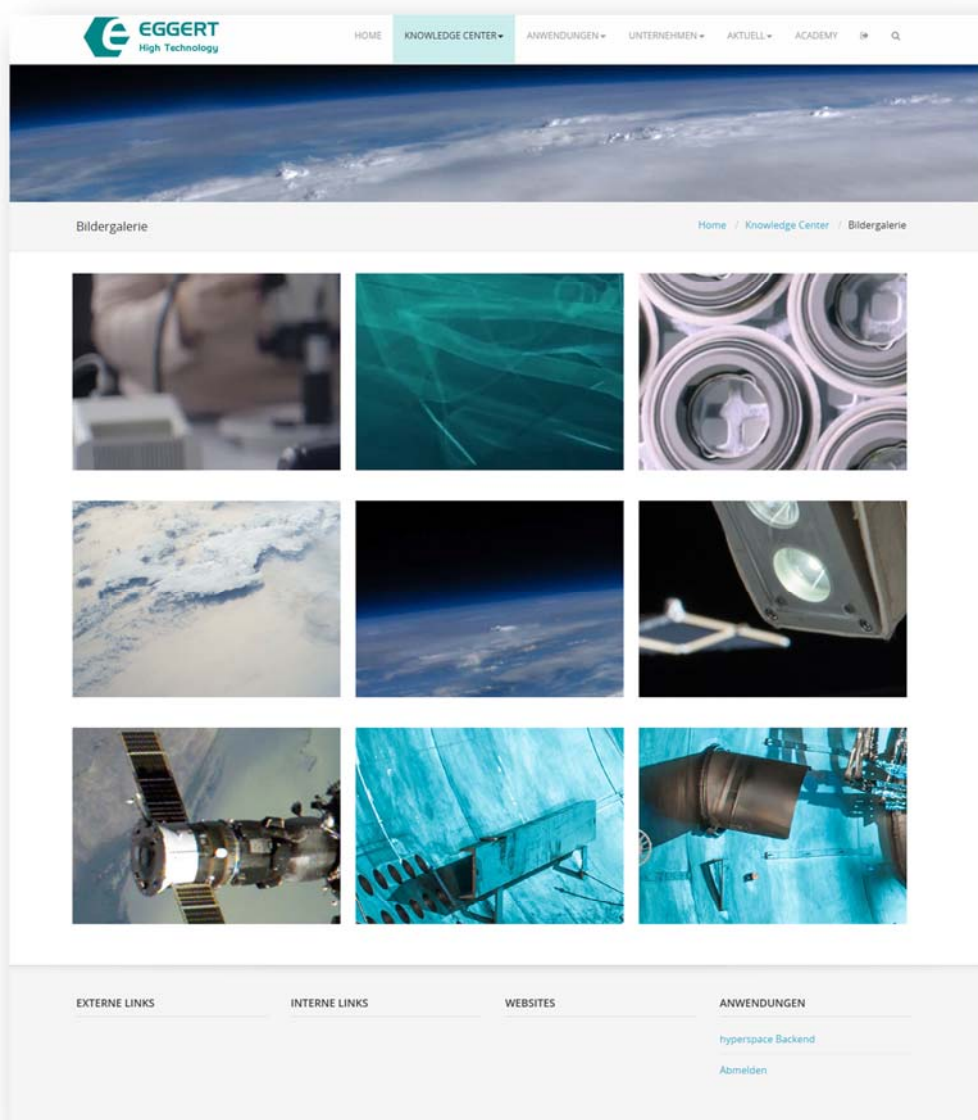 EGGERT
High Technology
HOME
KNOWLEDGE CENTER
ANWENDUNGEN
UNTERNEHMEN
AKTUELL
ACADEMY
Bildergalerie
Home / Knowledge Center / Bildergalerie
EXTERNE LINKS
INTERNE LINKS
WEBSITES
ANWENDUNGEN
hyperspace Backend
Abmelden